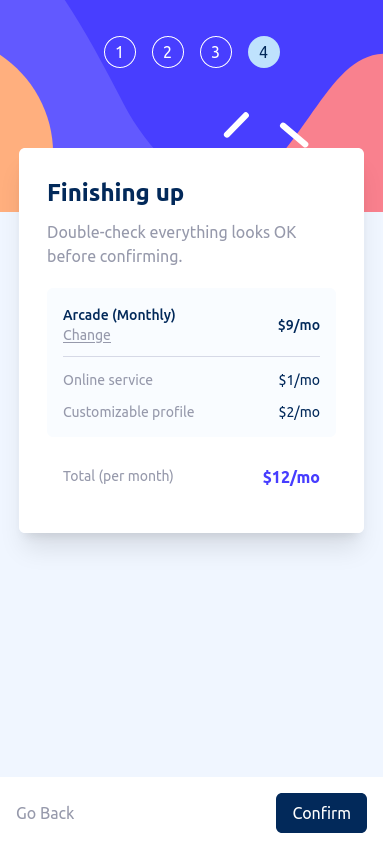 1 2 3 4
Finishing up
Double-check everything looks OK
before confirming.
Arcade (Monthly) $9/mo
Change
Online service $1/mo
Customizable profile $2/mo
Total (per month) $12/mo
Go Back Confirm